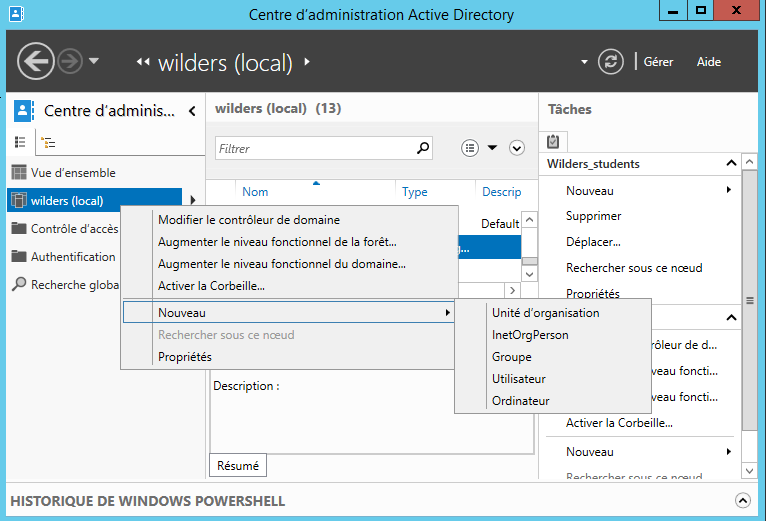 Centre d'administration Active Directory
wilders (local)
Gérer
Aide
Centre d'adminis...
Vue d'ensemble
wilders (local)
Contrôle d'accès
Authentification
Recherche globa
wilders (local) (13)
Filtrer
Nom
Type
Descrip
Default
Modifier le contrôleur de domaine
Augmenter le niveau fonctionnel de la forêt...
Augmenter le niveau fonctionnel du domaine...
Activer la Corbeille...
Nouveau
Rechercher sous ce nœud
Propriétés
Unité d'organisation
InetOrgPerson
Groupe
Utilisateur
Ordinateur
Description :
Résumé
Tâches
Wilders_students
Nouveau
Supprimer
Déplacer...
Rechercher sous ce nœud
Propriétés
rôleur de d...
veau foncti...
veau foncti...
Activer la Corbeille...
Nouveau
Rechercher sous ce nœud
HISTORIQUE DE WINDOWS POWERSHELL